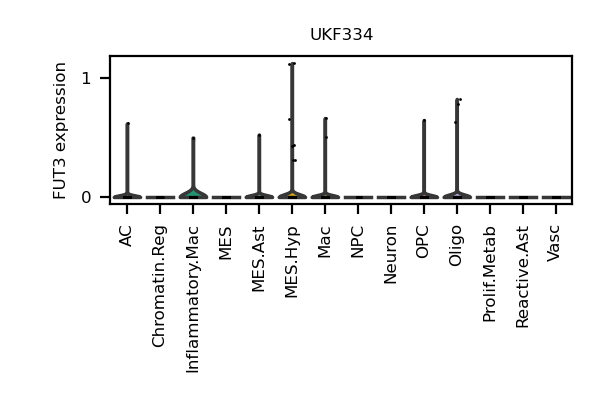 UKF334
FUT3 expression
1
0
AC
Chromatin.Reg
Inflammatory.Mac
MES
MES.Ast
MES.Hyp
Mac
NPC
Neuron
OPC
Oligo
Prolif.Metab
Reactive.Ast
Vasc